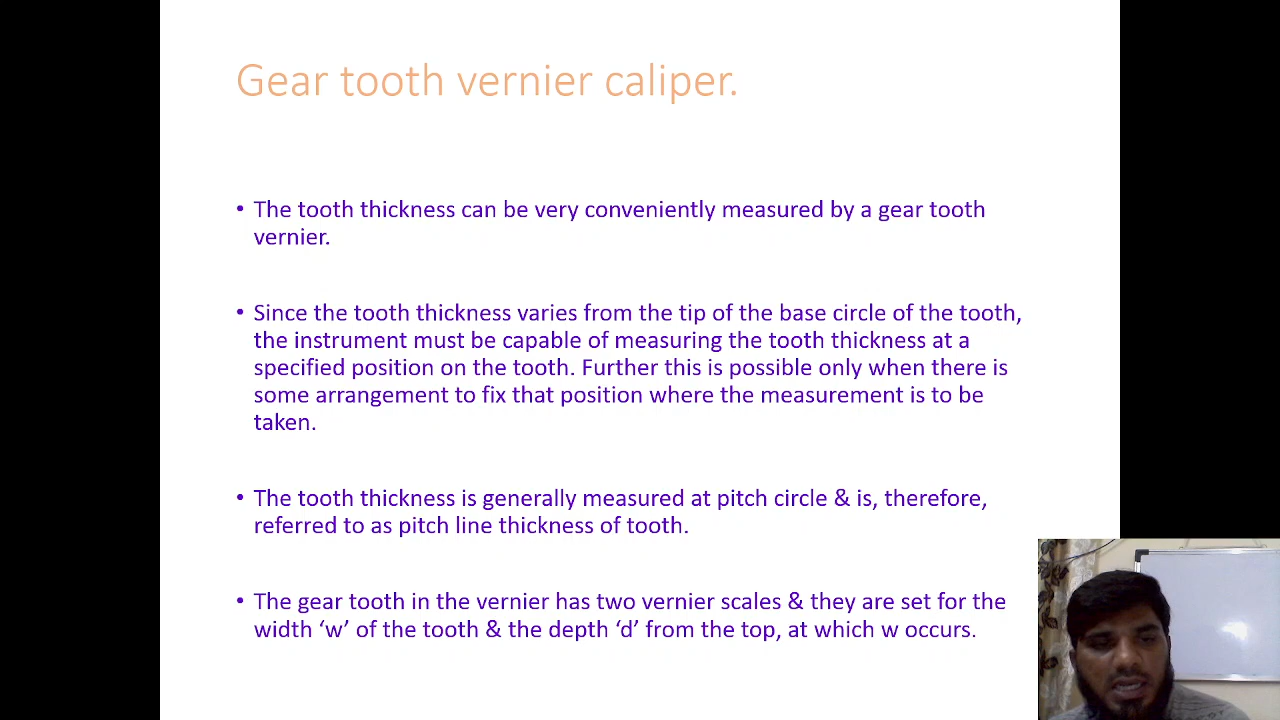 Gear tooth vernier caliper.
• The tooth thickness can be very conveniently measured by a gear tooth
vernier.
• Since the tooth thickness varies from the tip of the base circle of the tooth,
the instrument must be capable of measuring the tooth thickness at a
specified position on the tooth. Further this is possible only when there is
some arrangement to fix that position where the measurement is to be
taken.
• The tooth thickness is generally measured at pitch circle & is, therefore,
referred to as pitch line thickness of tooth.
• The gear tooth in the vernier has two vernier scales & they are set for the
width ‘w’ of the tooth & the depth ‘d’ from the top, at which w occurs.